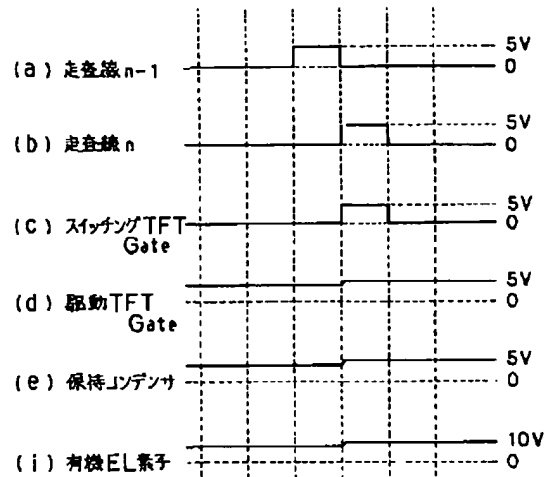 5V
(a) 走査線n-1 0
5V
(b) 走査線n 0
5V
(c) スイッチングTFT 0
Gate
5V
(d) 駆動TFT 0
Gate
5V
(e) 保持コンデンサ 0
10V
(i) 有機EL素子 0